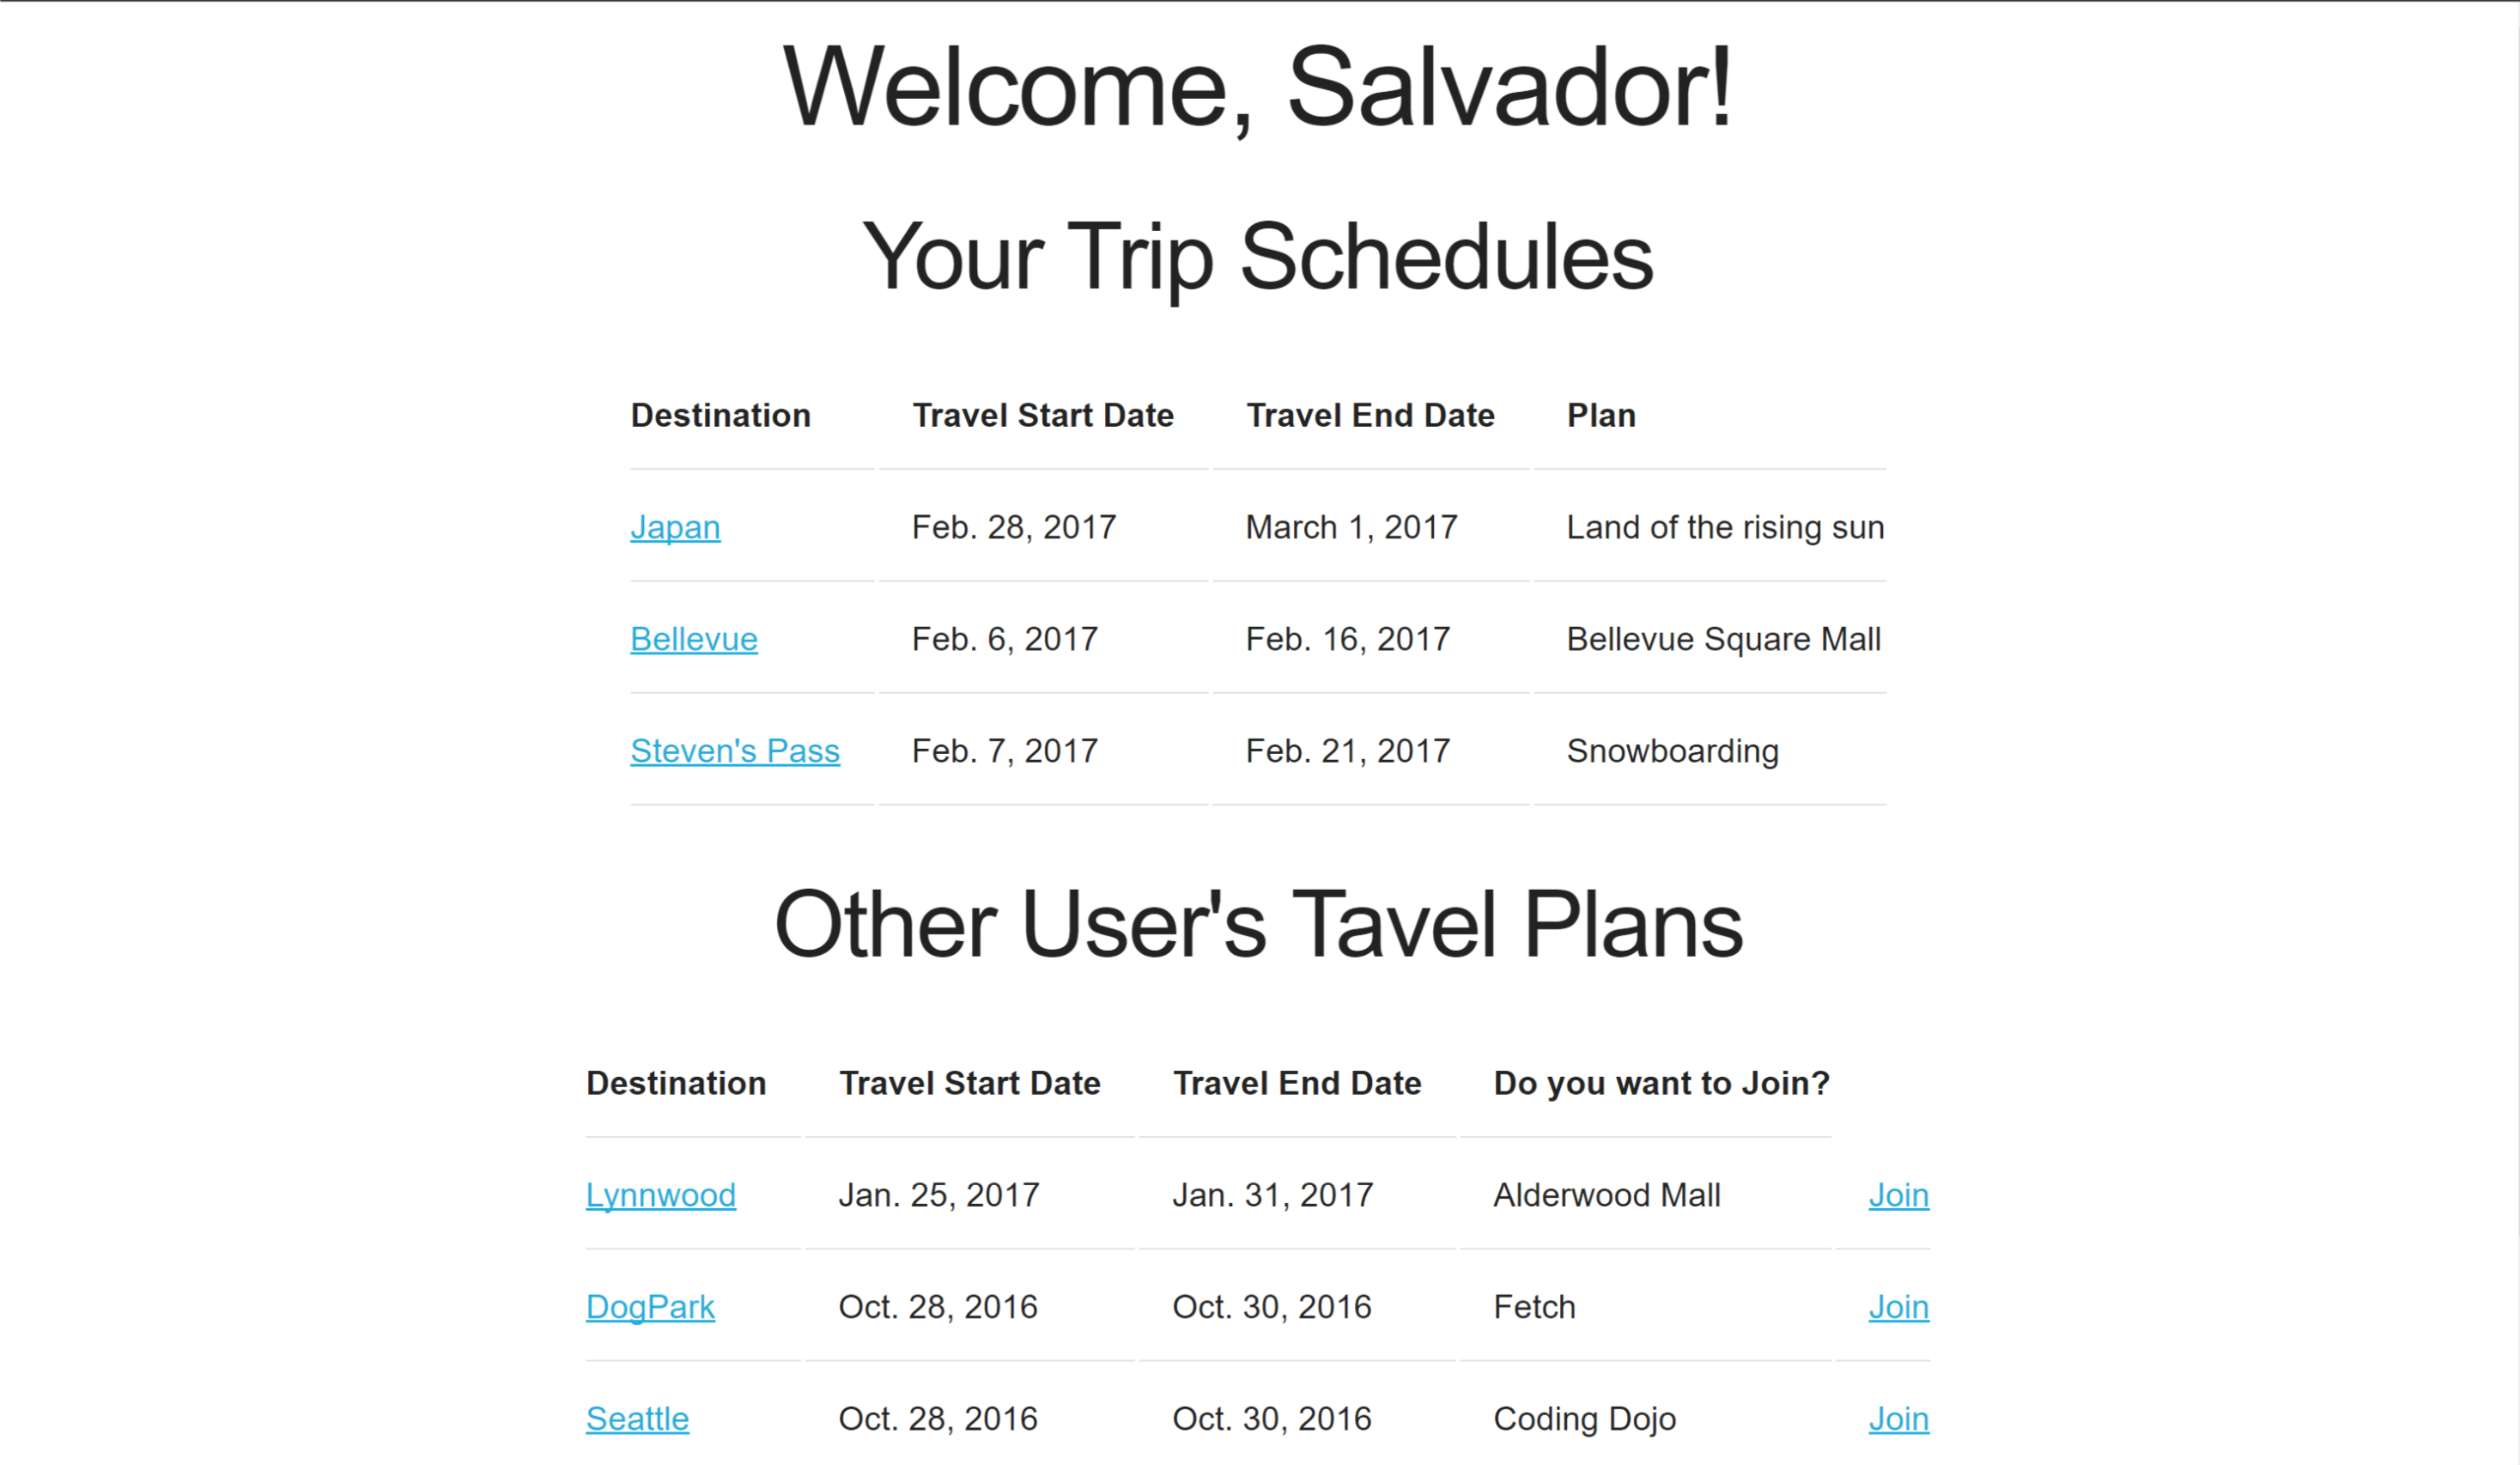 Welcome, Salvador!
Your Trip Schedules
Destination Travel Start Date Travel End Date Plan
Japan Feb. 28, 2017 March 1, 2017 Land of the rising sun
Bellevue Feb. 6, 2017 Feb. 16, 2017 Bellevue Square Mall
Steven's Pass Feb. 7, 2017 Feb. 21, 2017 Snowboarding
Other User's Tavel Plans
Destination Travel Start Date Travel End Date Do you want to Join?
Lynnwood Jan. 25, 2017 Jan. 31, 2017 Alderwood Mall Join
DogPark Oct. 28, 2016 Oct. 30, 2016 Fetch Join
Seattle Oct. 28, 2016 Oct. 30, 2016 Coding Dojo Join